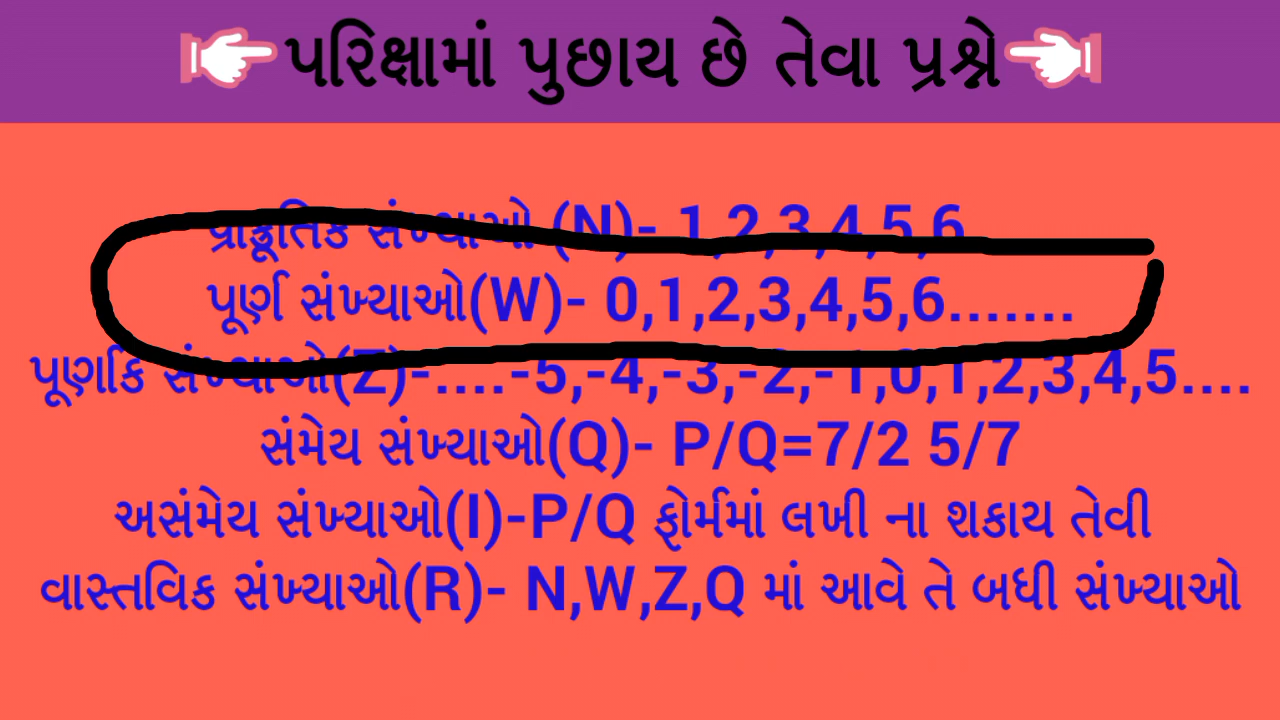 પરિક્ષામાં પુછાય છે તેવા પ્રશ્ને
પ્રાકૃતિક સંખ્યાઓ (N)- 1,2,3,4,5,6
પૂર્ણ સંખ્યાઓ(W)- 0,1,2,3,4,5,6.......
પૂર્ણાંક સંખ્યાઓ(Z)-....-5,-4,-3,-2,-1,0,1,2,3,4,5....
સંમેય સંખ્યાઓ(Q)- P/Q=7/2 5/7
અસંમેય સંખ્યાઓ(I)-P/Q ફોર્મમાં લખી ના શકાય તેવી
વાસ્તવિક સંખ્યાઓ(R)- N,W,Z,Q માં આવે તે બધી સંખ્યાઓ